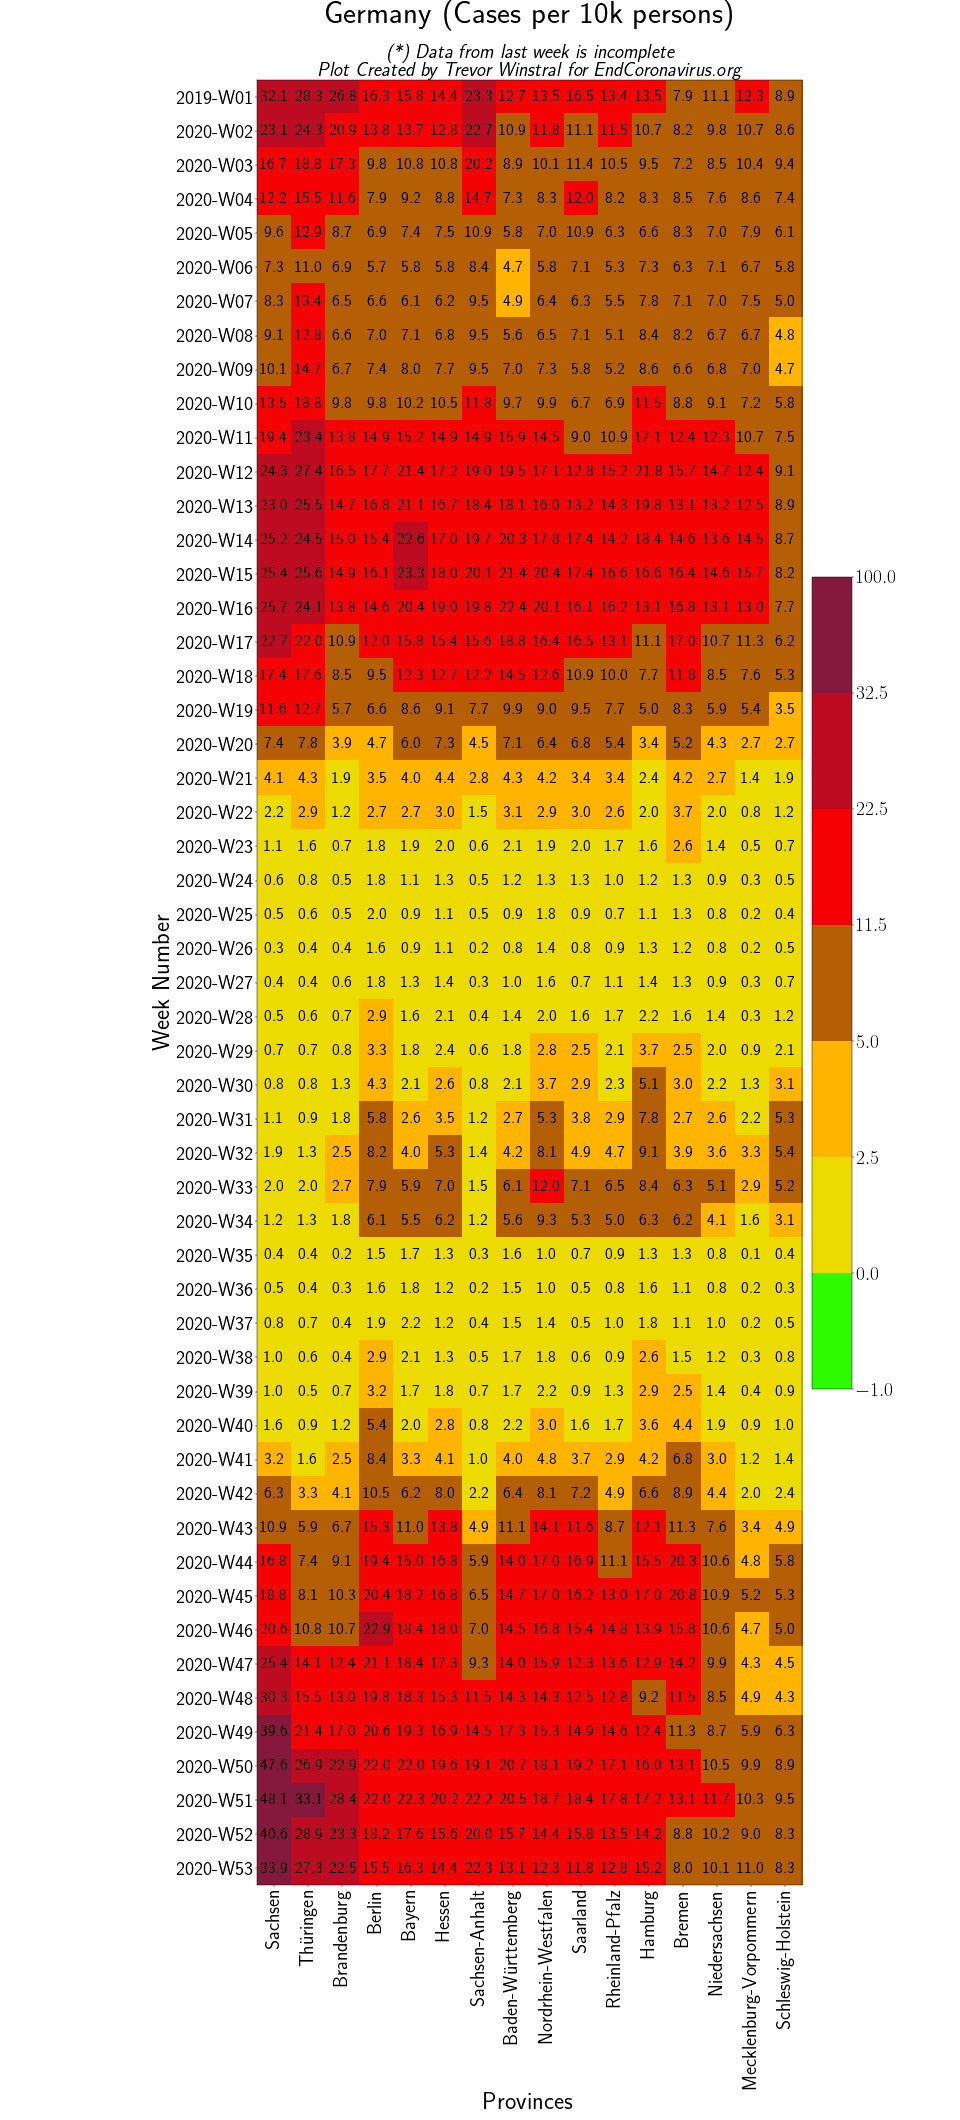 Germany (Cases per 10k persons)
(*) Data from last week is incomplete
Plot Created by Trevor Winstral for EndCoronavirus.org
2019-W01 32.1 28.3 26.8 16.3 15.8 14.4 23.3 12.7 13.5 16.5 13.4 13.5 7.9 11.1 12.3 8.9
2020-W02 23.1 24.3 20.9 13.8 13.7 12.8 22.7 10.9 11.8 11.1 11.5 10.7 8.2 9.8 10.7 8.6
2020-W03 16.7 18.8 17.3 9.8 10.8 10.8 20.2 8.9 10.1 11.4 10.5 9.5 7.2 8.5 10.4 9.4
2020-W04 12.2 15.5 11.6 7.9 9.2 8.8 14.7 7.3 8.3 12.0 8.2 8.3 8.5 7.6 8.6 7.4
2020-W05 9.6 12.9 8.7 6.9 7.4 7.5 10.9 5.8 7.0 10.9 6.3 6.6 8.3 7.0 7.9 6.1
2020-W06 7.3 11.0 6.9 5.7 5.8 5.8 8.4 4.7 5.8 7.1 5.3 7.3 6.3 7.1 6.7 5.8
2020-W07 8.3 13.4 6.5 6.6 6.1 6.2 9.5 4.9 6.4 6.3 5.5 7.8 7.1 7.0 7.5 5.0
2020-W08 9.1 12.8 6.6 7.0 7.1 6.8 9.5 5.6 6.5 7.1 5.1 8.4 8.2 6.7 6.7 4.8
2020-W09 10.1 14.7 6.7 7.4 8.0 7.7 9.5 7.0 7.3 5.8 5.2 8.6 6.6 6.8 7.0 4.7
2020-W10 13.5 18.8 9.8 9.8 10.2 10.5 11.8 9.7 9.9 6.7 6.9 11.5 8.8 9.1 7.2 5.8
2020-W11 19.4 23.4 13.8 14.9 15.2 14.9 14.9 15.9 14.5 9.0 10.9 17.1 12.4 12.3 10.7 7.5
2020-W12 24.3 27.4 16.5 17.7 21.4 17.2 19.0 19.5 17.1 12.8 15.2 21.8 15.7 14.7 12.4 9.1
2020-W13 23.0 25.5 14.7 16.8 21.1 16.7 18.4 18.1 16.0 13.2 14.3 19.8 13.1 13.2 12.5 8.9
2020-W14 25.2 24.5 15.0 15.4 22.6 17.0 19.7 20.3 17.8 17.4 14.2 18.4 14.6 13.6 14.5 8.7
2020-W15 25.4 25.6 14.9 16.1 23.3 18.0 20.1 21.4 20.4 17.4 16.6 16.6 16.4 14.6 15.7 8.2
2020-W16 25.7 24.1 13.8 14.6 20.4 19.0 19.8 22.4 20.1 16.1 16.2 13.1 16.8 13.1 13.0 7.7
2020-W17 22.7 22.0 10.9 12.0 15.8 15.4 15.6 18.8 16.4 16.5 13.1 11.1 17.0 10.7 11.3 6.2
2020-W18 17.4 17.6 8.5 9.5 12.3 12.7 12.2 14.5 12.6 10.9 10.0 7.7 11.8 8.5 7.6 5.3
2020-W19 11.6 12.7 5.7 6.6 8.6 9.1 7.7 9.9 9.0 9.5 7.7 5.0 8.3 5.9 5.4 3.5
2020-W20 7.4 7.8 3.9 4.7 6.0 7.3 4.5 7.1 6.4 6.8 5.4 3.4 5.2 4.3 2.7 2.7
2020-W21 4.1 4.3 1.9 3.5 4.0 4.4 2.8 4.3 4.2 3.4 3.4 2.4 4.2 2.7 1.4 1.9
2020-W22 2.2 2.9 1.2 2.7 2.7 3.0 1.5 3.1 2.9 3.0 2.6 2.0 3.7 2.0 0.8 1.2
2020-W23 1.1 1.6 0.7 1.8 1.9 2.0 0.6 2.1 1.9 2.0 1.7 1.6 2.6 1.4 0.5 0.7
2020-W24 0.6 0.8 0.5 1.8 1.1 1.3 0.5 1.2 1.3 1.3 1.0 1.2 1.3 0.9 0.3 0.5
2020-W25 0.5 0.6 0.5 2.0 0.9 1.1 0.5 0.9 1.8 0.9 0.7 1.1 1.3 0.8 0.2 0.4
2020-W26 0.3 0.4 0.4 1.6 0.9 1.1 0.2 0.8 1.4 0.8 0.9 1.3 1.2 0.8 0.2 0.5
2020-W27 0.4 0.4 0.6 1.8 1.3 1.4 0.3 1.0 1.6 0.7 1.1 1.4 1.3 0.9 0.3 0.7
2020-W28 0.5 0.6 0.7 2.9 1.6 2.1 0.4 1.4 2.0 1.6 1.7 2.2 1.6 1.4 0.3 1.2
2020-W29 0.7 0.7 0.8 3.3 1.8 2.4 0.6 1.8 2.8 2.5 2.1 3.7 2.5 2.0 0.9 2.1
2020-W30 0.8 0.8 1.3 4.3 2.1 2.6 0.8 2.1 3.7 2.9 2.3 5.1 3.0 2.2 1.3 3.1
2020-W31 1.1 0.9 1.8 5.8 2.6 3.5 1.2 2.7 5.3 3.8 2.9 7.8 2.7 2.6 2.2 5.3
2020-W32 1.9 1.3 2.5 8.2 4.0 5.3 1.4 4.2 8.1 4.9 4.7 9.1 3.9 3.6 3.3 5.4
2020-W33 2.0 2.0 2.7 7.9 5.9 7.0 1.5 6.1 12.0 7.1 6.5 8.4 6.3 5.1 2.9 5.2
2020-W34 1.2 1.3 1.8 6.1 5.5 6.2 1.2 5.6 9.3 5.3 5.0 6.3 6.2 4.1 1.6 3.1
2020-W35 0.4 0.4 0.2 1.5 1.7 1.3 0.3 1.6 1.0 0.7 0.9 1.3 1.3 0.8 0.1 0.4
2020-W36 0.5 0.4 0.3 1.6 1.8 1.2 0.2 1.5 1.0 0.5 0.8 1.6 1.1 0.8 0.2 0.3
2020-W37 0.8 0.7 0.4 1.9 2.2 1.2 0.4 1.5 1.4 0.5 1.0 1.8 1.1 1.0 0.2 0.5
2020-W38 1.0 0.6 0.4 2.9 2.1 1.3 0.5 1.7 1.8 0.6 0.9 2.6 1.5 1.2 0.3 0.8
2020-W39 1.0 0.5 0.7 3.2 1.7 1.8 0.7 1.7 2.2 0.9 1.3 2.9 2.5 1.4 0.4 0.9
2020-W40 1.6 0.9 1.2 5.4 2.0 2.8 0.8 2.2 3.0 1.6 1.7 3.6 4.4 1.9 0.9 1.0
2020-W41 3.2 1.6 2.5 8.4 3.3 4.1 1.0 4.0 4.8 3.7 2.9 4.2 6.8 3.0 1.2 1.4
2020-W42 6.3 3.3 4.1 10.5 6.2 8.0 2.2 6.4 8.1 7.2 4.9 6.6 8.9 4.4 2.0 2.4
2020-W43 10.9 5.9 6.7 15.3 11.0 13.8 4.9 11.1 14.1 11.6 8.7 12.1 11.3 7.6 3.4 4.9
2020-W44 16.8 7.4 9.1 19.4 15.0 16.8 5.9 14.0 17.0 16.9 11.1 15.5 20.3 10.6 4.8 5.8
2020-W45 18.8 8.1 10.3 20.4 18.2 16.8 6.5 14.7 17.0 16.2 13.0 17.0 20.8 10.9 5.2 5.3
2020-W46 20.6 10.8 10.7 22.9 18.4 18.0 7.0 14.5 16.8 15.4 14.8 13.9 15.8 10.6 4.7 5.0
2020-W47 25.4 14.1 12.4 21.1 18.4 17.3 9.3 14.0 15.9 12.3 13.6 12.9 14.2 9.9 4.3 4.5
2020-W48 30.3 15.5 13.0 19.8 18.3 15.3 11.5 14.3 14.3 12.5 12.8 9.2 11.5 8.5 4.9 4.3
2020-W49 39.6 21.4 17.0 20.6 19.3 16.9 14.5 17.3 15.3 14.9 14.6 12.4 11.3 8.7 5.9 6.3
2020-W50 47.6 26.9 22.9 22.0 22.0 19.6 19.1 20.7 18.1 19.2 17.1 16.0 13.1 10.5 9.9 8.9
2020-W51 48.1 33.1 28.4 22.0 22.3 20.2 22.2 20.5 18.7 18.4 17.8 17.2 13.1 11.7 10.3 9.5
2020-W52 40.6 28.9 23.3 18.2 17.6 15.6 20.0 15.7 14.4 15.8 13.5 14.2 8.8 10.2 9.0 8.3
2020-W53 33.9 27.3 22.5 15.5 16.3 14.4 22.3 13.1 12.3 11.8 12.8 15.2 8.0 10.1 11.0 8.3
Week Number
Sachsen
Thüringen
Brandenburg
Berlin
Bayern
Hessen
Sachsen-Anhalt
Baden-Württemberg
Nordrhein-Westfalen
Saarland
Rheinland-Pfalz
Hamburg
Bremen
Niedersachsen
Mecklenburg-Vorpommern
Schleswig-Holstein
Provinces
100.0
32.5
22.5
11.5
5.0
2.5
0.0
−1.0